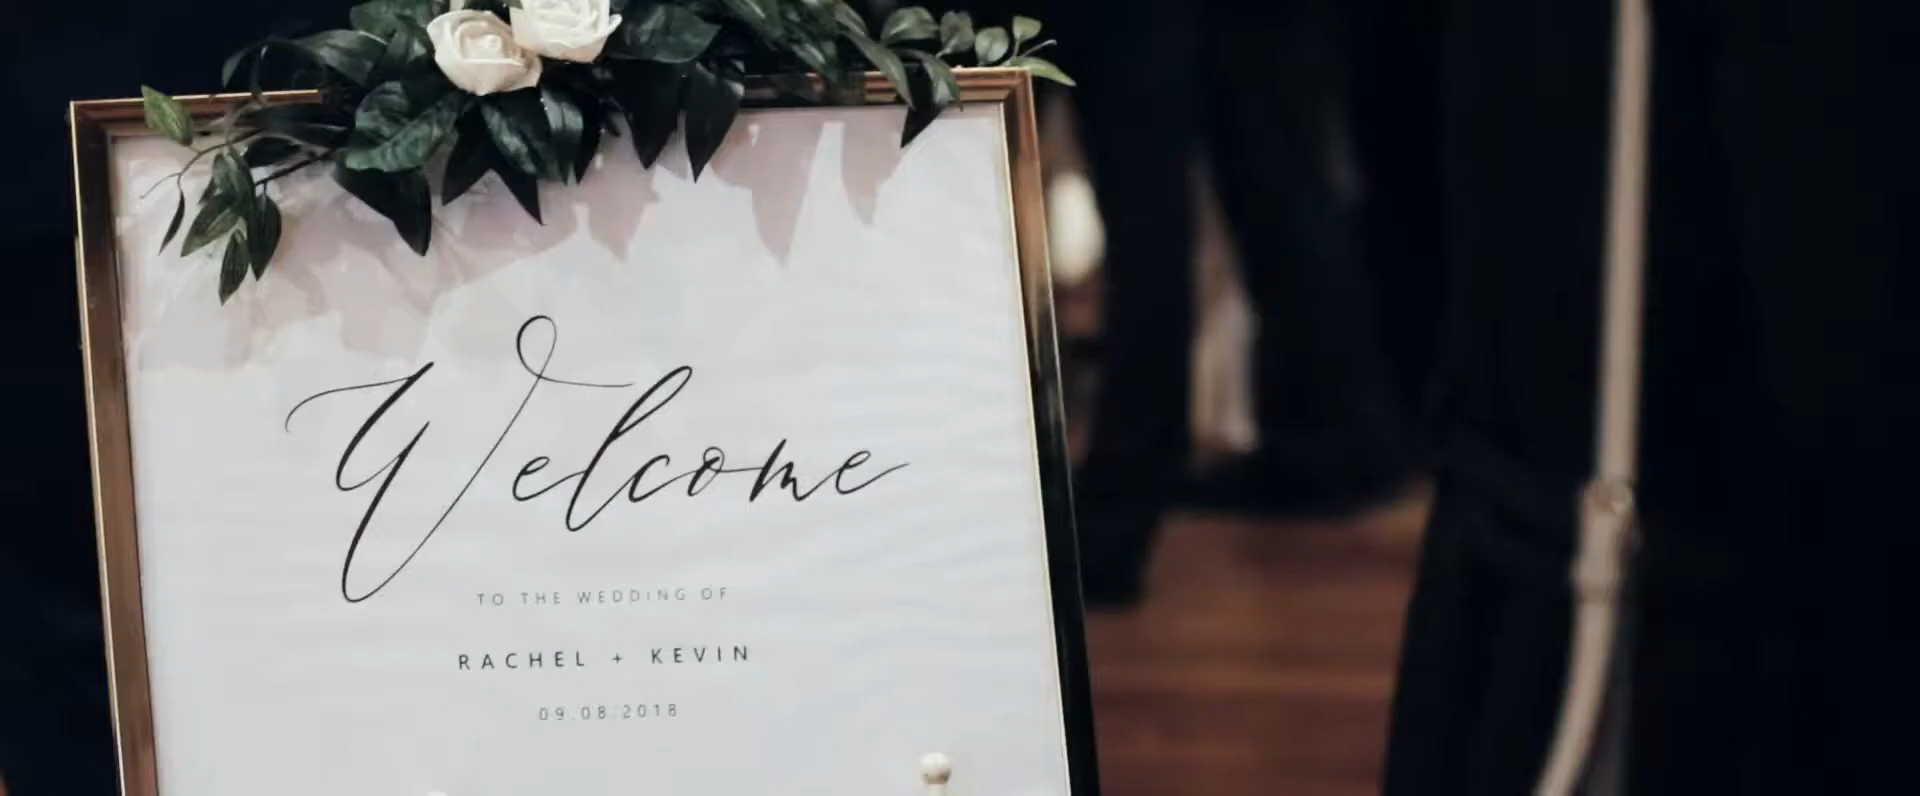 Welcome
TO THE WEDDING OF
RACHEL + KEVIN
09.08.2018